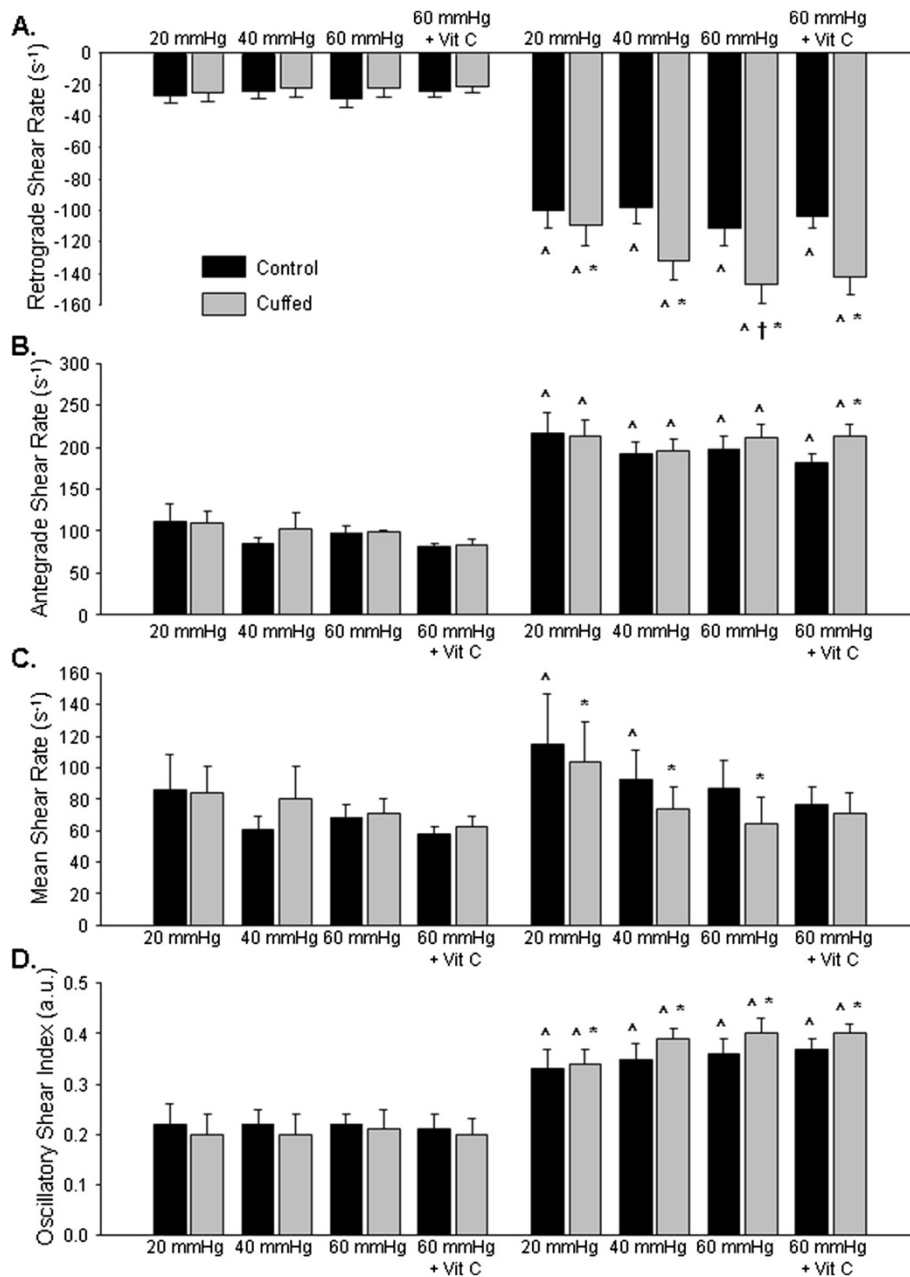 A.
60 mmHg 60 mmHg
20 mmHg 40 mmHg 60 mmHg + Vit C 20 mmHg 40 mmHg 60 mmHg + Vit C
Retrograde Shear Rate (s-1)
0
-20
-40
-60
-80
-100
-120
-140
-160
Control
Cuffed
^ ^ ^ ^
^ * ^ * ^ † * ^ *
B.
Antegrade Shear Rate (s-1)
300
250
200
150
100
50
0
^ ^ ^ ^ ^ ^ ^ ^ *
20 mmHg 40 mmHg 60 mmHg 60 mmHg 20 mmHg 40 mmHg 60 mmHg 60 mmHg
+ Vit C + Vit C
C.
Mean Shear Rate (s-1)
160
140
120
100
80
60
40
20
0
^ * ^ * *
20 mmHg 40 mmHg 60 mmHg 60 mmHg 20 mmHg 40 mmHg 60 mmHg 60 mmHg
+ Vit C + Vit C
D.
Oscillatory Shear Index (a.u.)
0.5
0.4
0.3
0.2
0.1
0.0
^ ^ * ^ ^ * ^ ^ * ^ ^ *
20 mmHg 40 mmHg 60 mmHg 60 mmHg 20 mmHg 40 mmHg 60 mmHg 60 mmHg
+ Vit C + Vit C